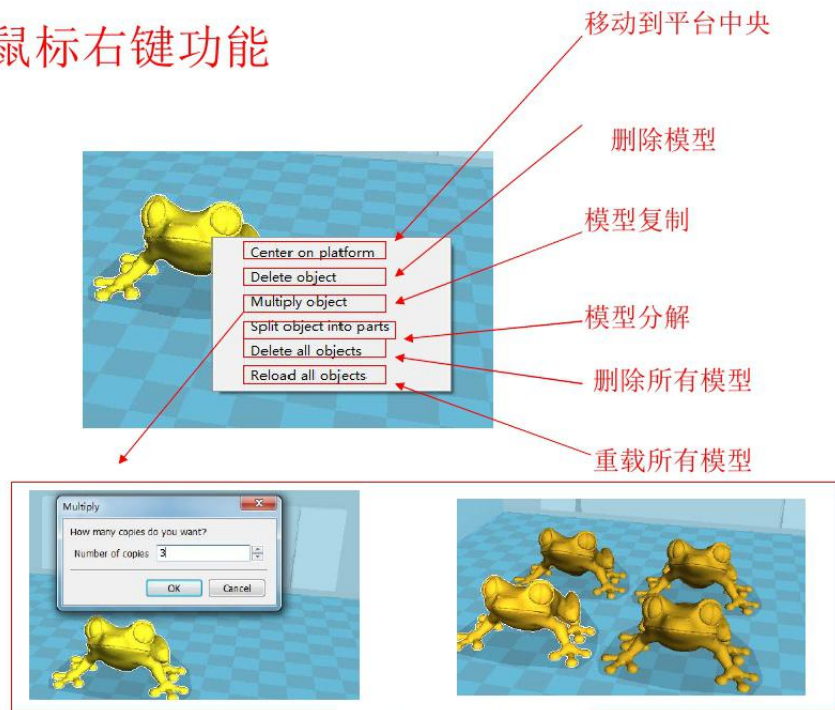 鼠标右键功能
移动到平台中央
删除模型
模型复制
模型分解
删除所有模型
重载所有模型
Center on platform
Delete object
Multiply object
Split object into parts
Delete all objects
Reload all objects
Multiply
How many copies do you want?
Number of copies 3
OK Cancel